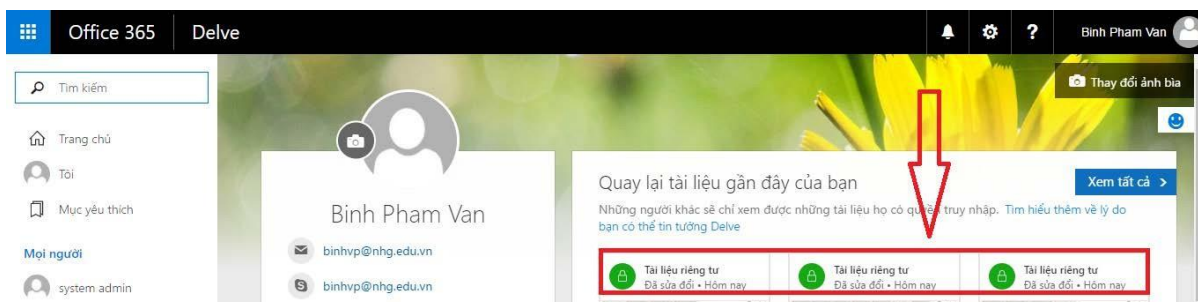 Office 365 Delve ? Binh Pham Van
Tìm kiếm
Trang chủ
Tôi
Mục yêu thích
Mọi người
system admin
Binh Pham Van
binhvp@nhg.edu.vn
binhvp@nhg.edu.vn
Thay đổi ảnh bìa
Quay lại tài liệu gần đây của bạn
Xem tất cả >
Những người khác sẽ chỉ xem được những tài liệu họ có quyền truy nhập. Tìm hiểu thêm về lý do
bạn có thể tin tưởng Delve
Tài liệu riêng tư
Đã sửa đổi • Hôm nay
Tài liệu riêng tư
Đã sửa đổi • Hôm nay
Tài liệu riêng tư
Đã sửa đổi • Hôm nay